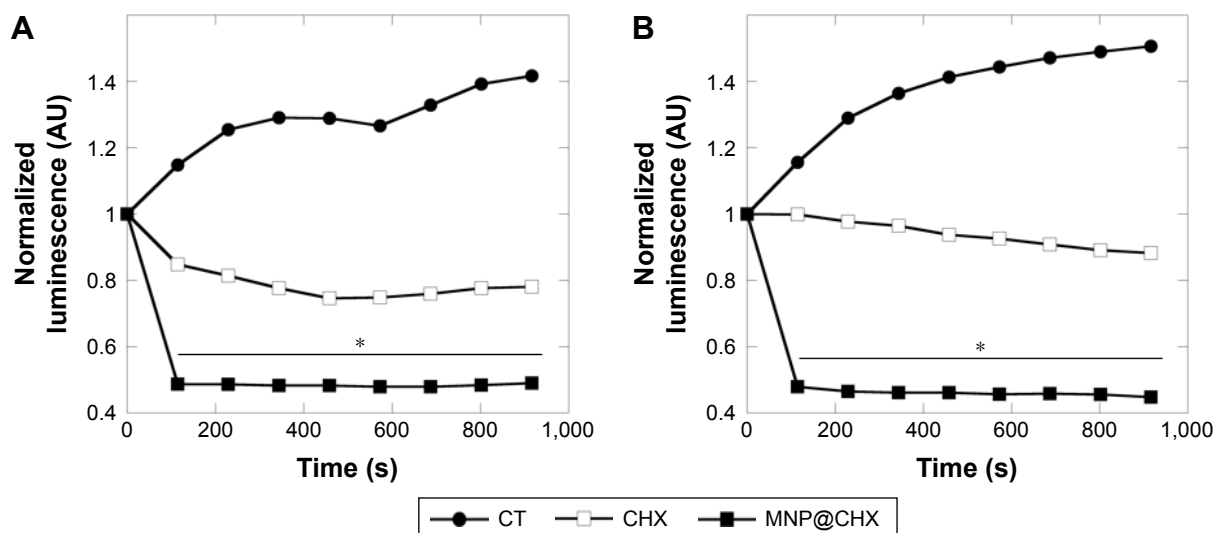 A
Normalized
luminescence (AU)
1.4
1.2
1
0.8
0.6
0.4
*
0 200 400 600 800 1,000
Time (s)
B
Normalized
luminescence (AU)
1.4
1.2
1
0.8
0.6
0.4
*
0 200 400 600 800 1,000
Time (s)
CT CHX MNP@CHX